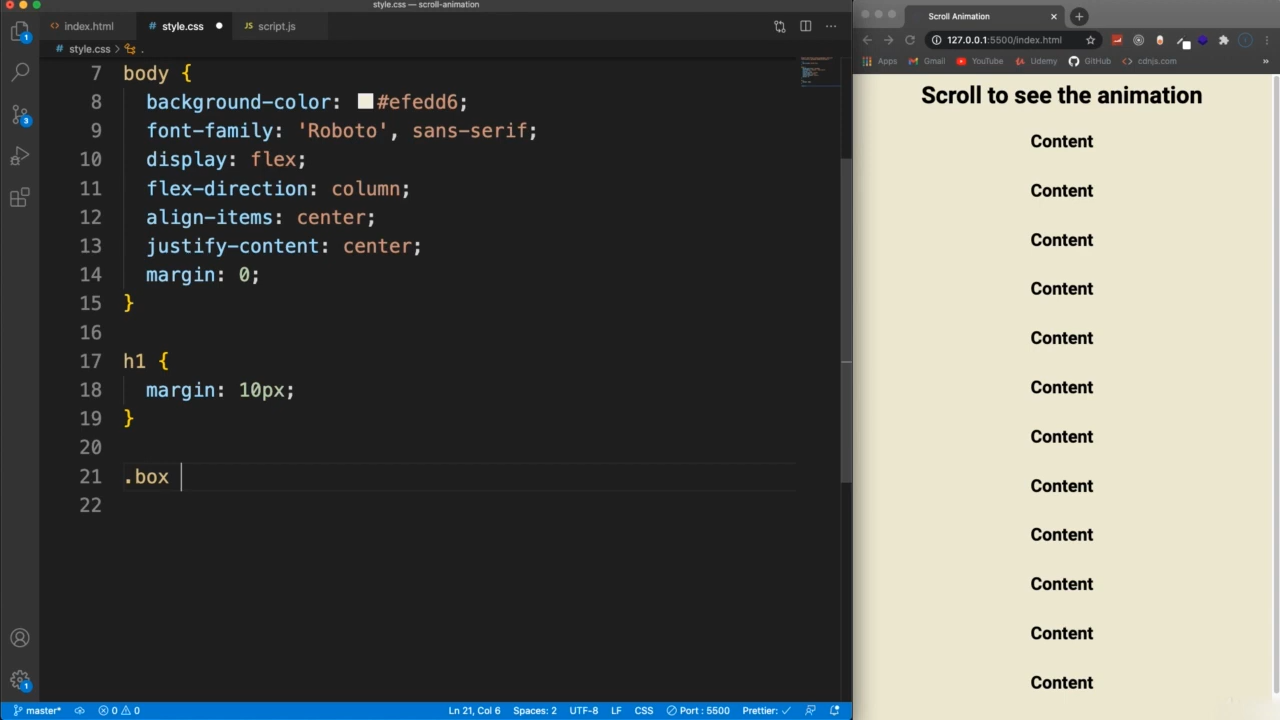 style.css — scroll-animation
index.html
style.css
script.js
style.css > .
7 body {
8 background-color: #efedd6;
9 font-family: 'Roboto', sans-serif;
10 display: flex;
11 flex-direction: column;
12 align-items: center;
13 justify-content: center;
14 margin: 0;
15 }
16
17 h1 {
18 margin: 10px;
19 }
20
21 .box
22
1
3
1
master*
0 0
Ln 21, Col 6
Spaces: 2
UTF-8
LF
CSS
Port : 5500
Prettier: ✓
Scroll Animation
127.0.0.1:5500/index.html
Apps
Gmail
YouTube
Udemy
GitHub
cdnjs.com
»
Scroll to see the animation
Content
Content
Content
Content
Content
Content
Content
Content
Content
Content
Content
Content